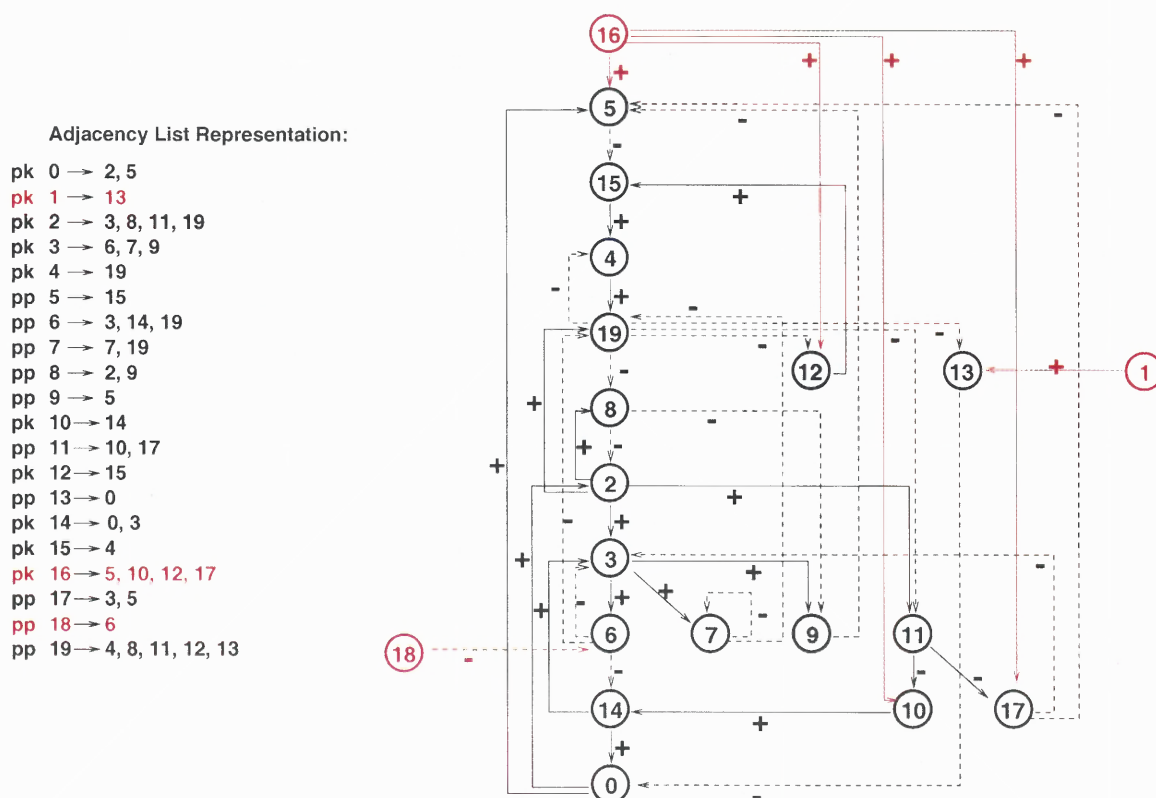 Adjacency List Representation:
pk 0 → 2, 5
pk 1 → 13
pk 2 → 3, 8, 11, 19
pk 3 → 6, 7, 9
pk 4 → 19
pp 5 → 15
pp 6 → 3, 14, 19
pp 7 → 7, 19
pp 8 → 2, 9
pp 9 → 5
pk 10 → 14
pp 11 → 10, 17
pk 12 → 15
pp 13 → 0
pk 14 → 0, 3
pk 15 → 4
pk 16 → 5, 10, 12, 17
pp 17 → 3, 5
pp 18 → 6
pp 19 → 4, 8, 11, 12, 13
16
+ + + +
5
- - -
15
+ +
4
- + -
19
- - -
12 13 + 1
-
+ 8 -
+ -
+ 2 +
- +
+ 3 + -
+ - + + -
6 7 9 11
18 - - - -
14 + 10 17
+
0 -